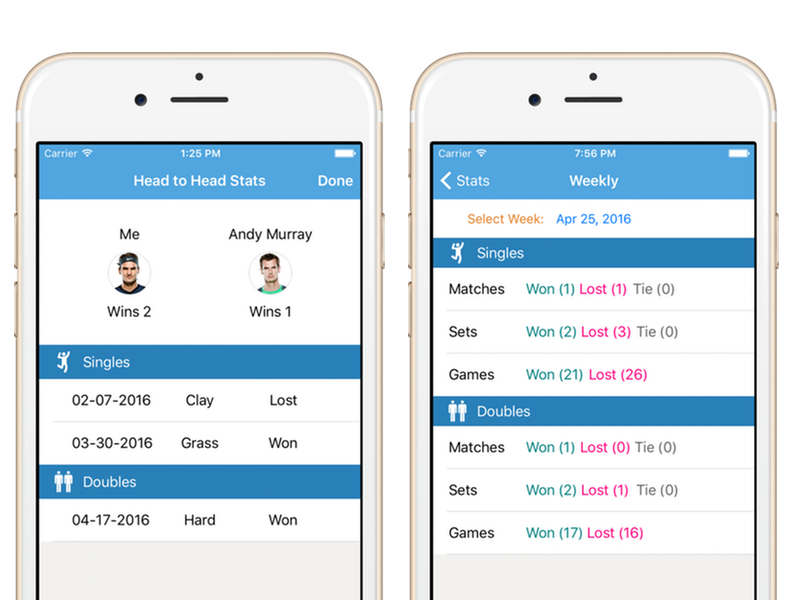 Carrier 1:25 PM
Head to Head Stats Done
Me Andy Murray
Wins 2 Wins 1
Singles
02-07-2016 Clay Lost
03-30-2016 Grass Won
Doubles
04-17-2016 Hard Won
Carrier 7:56 PM
Stats Weekly
Select Week: Apr 25, 2016
Singles
Matches Won (1) Lost (1) Tie (0)
Sets Won (2) Lost (3) Tie (0)
Games Won (21) Lost (26)
Doubles
Matches Won (1) Lost (0) Tie (0)
Sets Won (2) Lost (1) Tie (0)
Games Won (17) Lost (16)